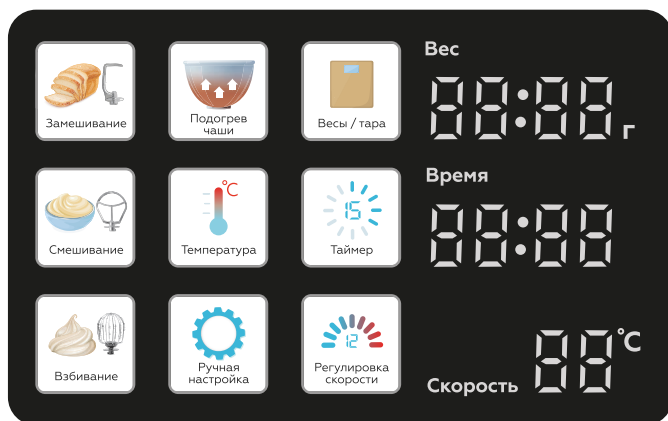 Замешивание
Подогрев
чаши
Весы / тара
Вес
88:88 г
Смешивание
°C
Температура
15
Таймер
Время
88:88
Взбивание
Ручная
настройка
12
Регулировка
скорости
Скорость
88 °C